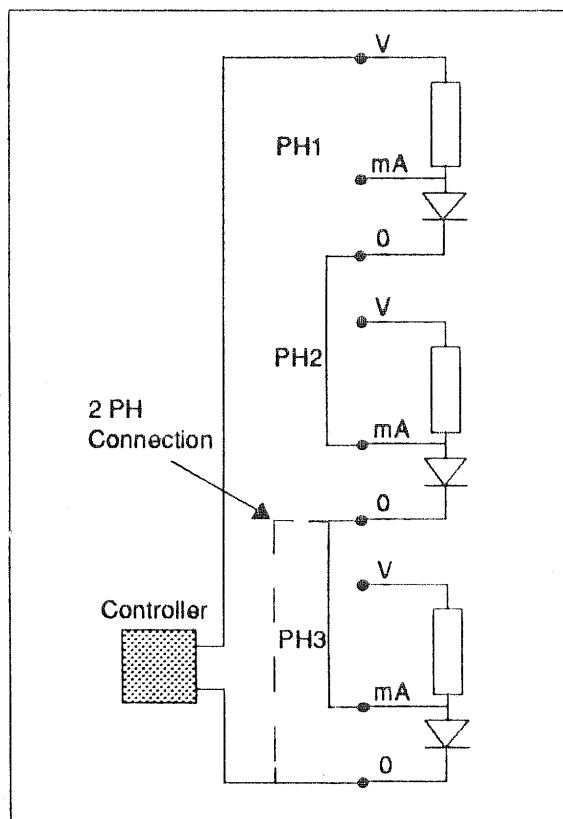 V
PH1
mA
0
V
PH2
2 PH
Connection
mA
0
V
Controller
PH3
mA
0